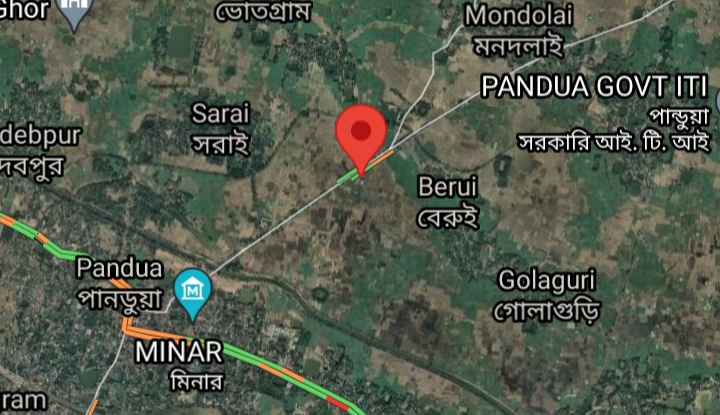 Ghor
ভোতগ্রাম
Mondolai
মনদলাই
PANDUA GOVT ITI
পান্ডুয়া
সরকারি আই. টি. আই
Sarai
সরাই
debpur
দবপুর
Berui
বেরুই
Pandua
পানডুয়া
Golaguri
গোলাগুড়ি
MINAR
মিনার
ram